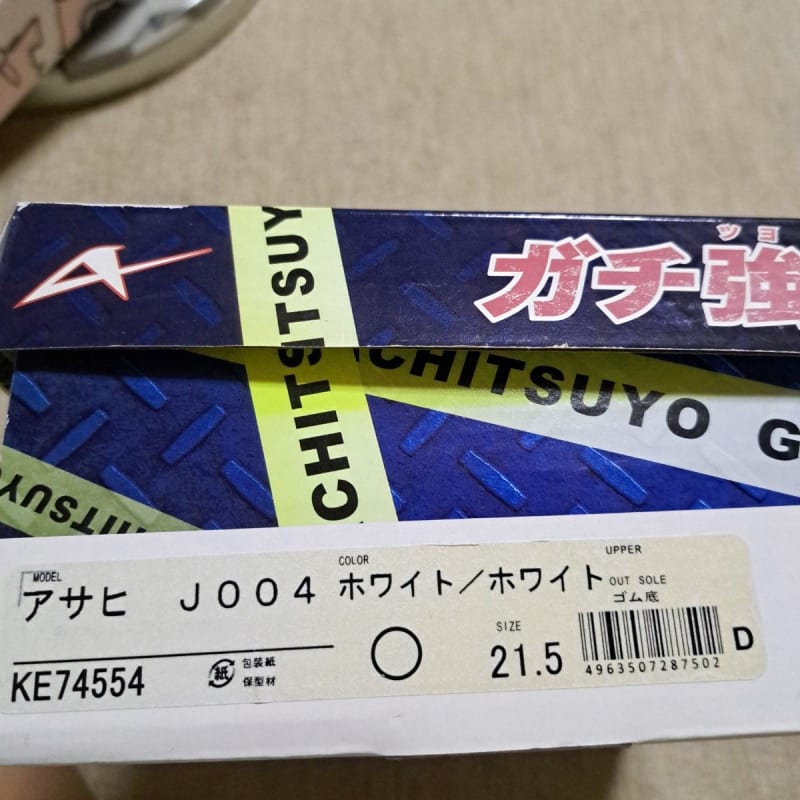 ツヨ
ガチ強
CHITSUYO G
CHITSITSUY
HITSUYO
MODEL
アサヒ J004
COLOR
ホワイト/ホワイト
UPPER
OUT SOLE
ゴム底
KE74554
紙
包装紙
保型材
SIZE
21.5
4963507287502
D